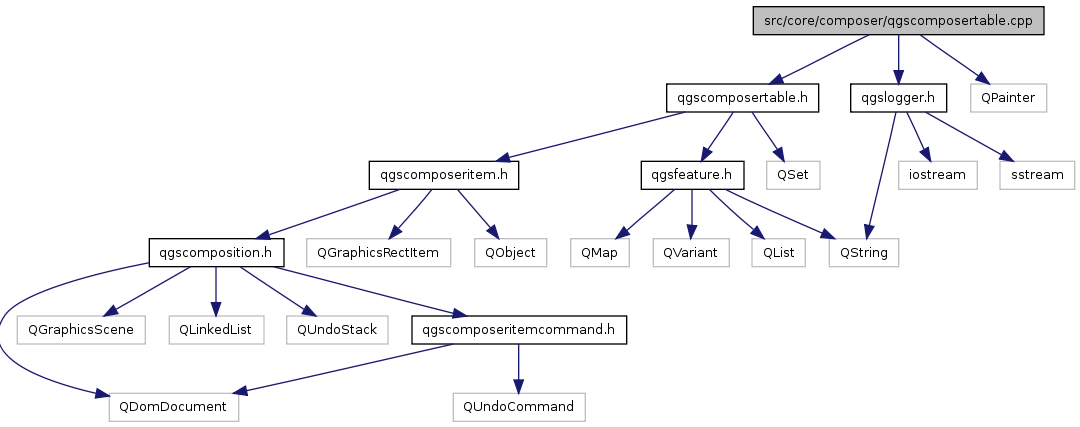 src/core/composer/qgscomposertable.cpp
qgscomposertable.h
qgslogger.h
QPainter
qgscomposeritem.h
qgsfeature.h
QSet
iostream
sstream
qgscomposition.h
QGraphicsRectItem
QObject
QMap
QVariant
QList
QString
QGraphicsScene
QLinkedList
QUndoStack
qgscomposeritemcommand.h
QDomDocument
QUndoCommand